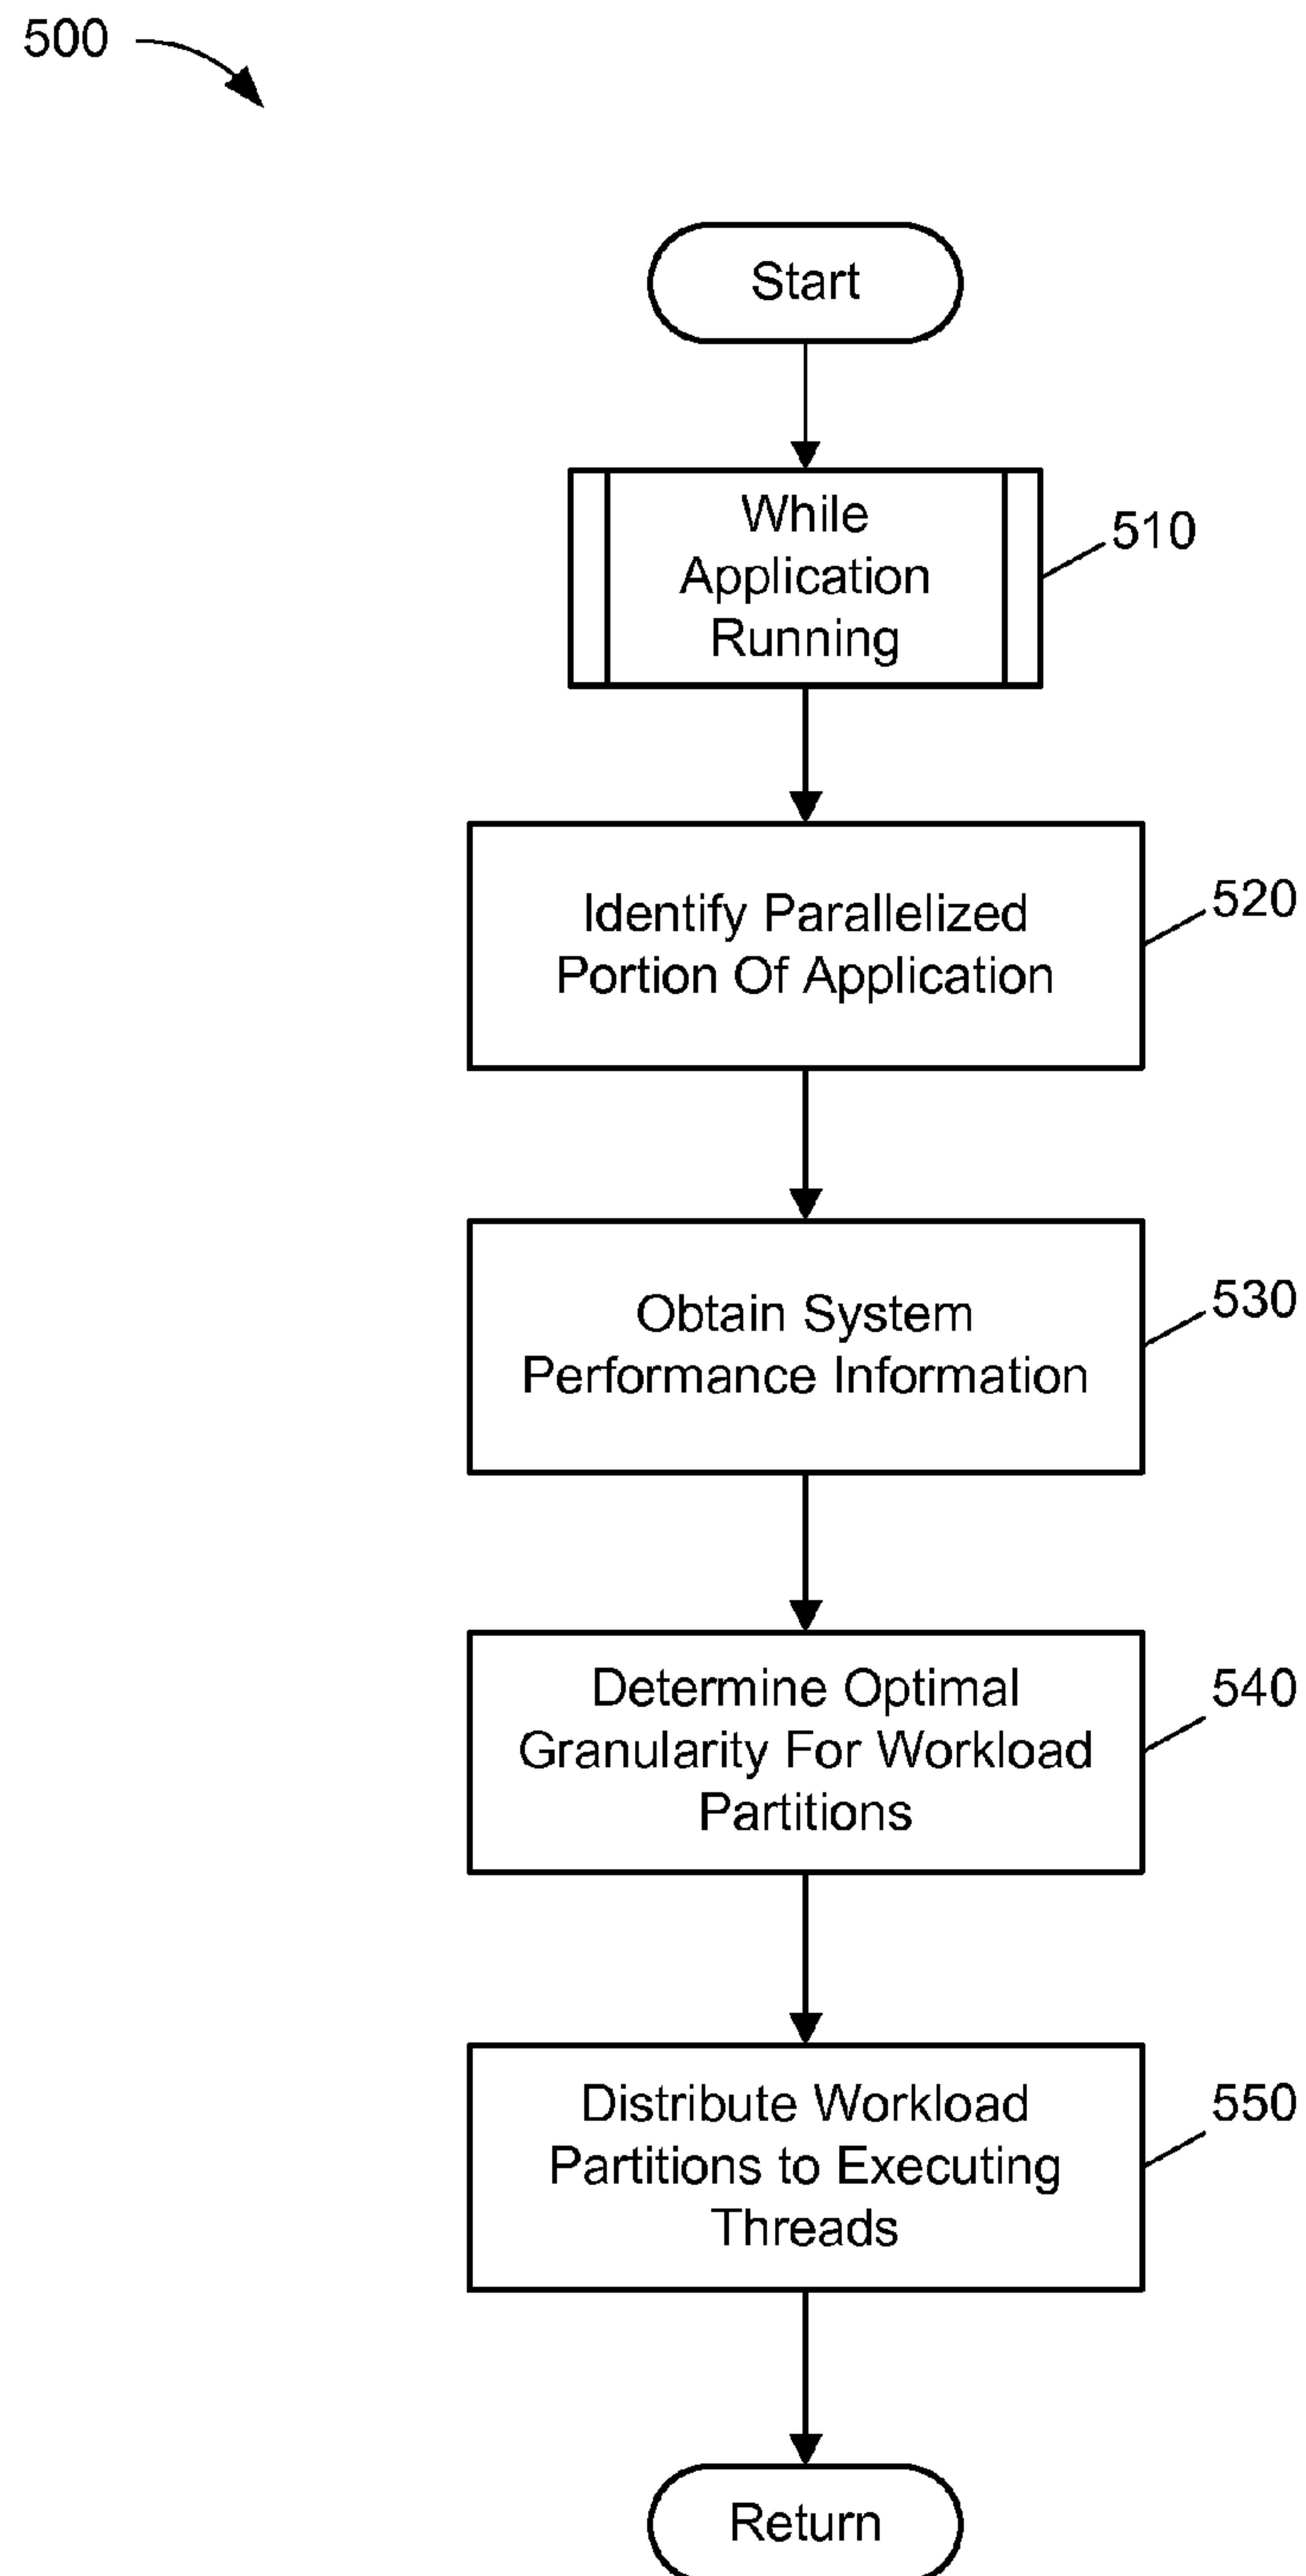 500
Start
While
Application
Running
510
Identify Parallelized
Portion Of Application
520
Obtain System
Performance Information
530
Determine Optimal
Granularity For Workload
Partitions
540
Distribute Workload
Partitions to Executing
Threads
550
Return